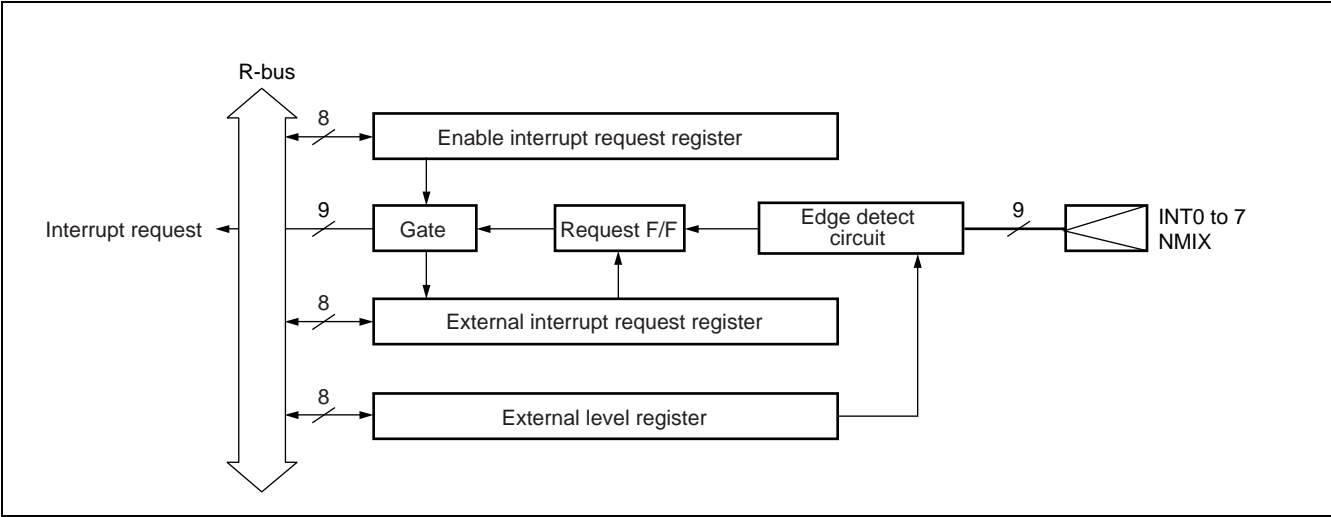 R-bus
8
Enable interrupt request register
Interrupt request
9
Gate
Request F/F
Edge detect
circuit
9
INT0 to 7
NMIX
8
External interrupt request register
8
External level register